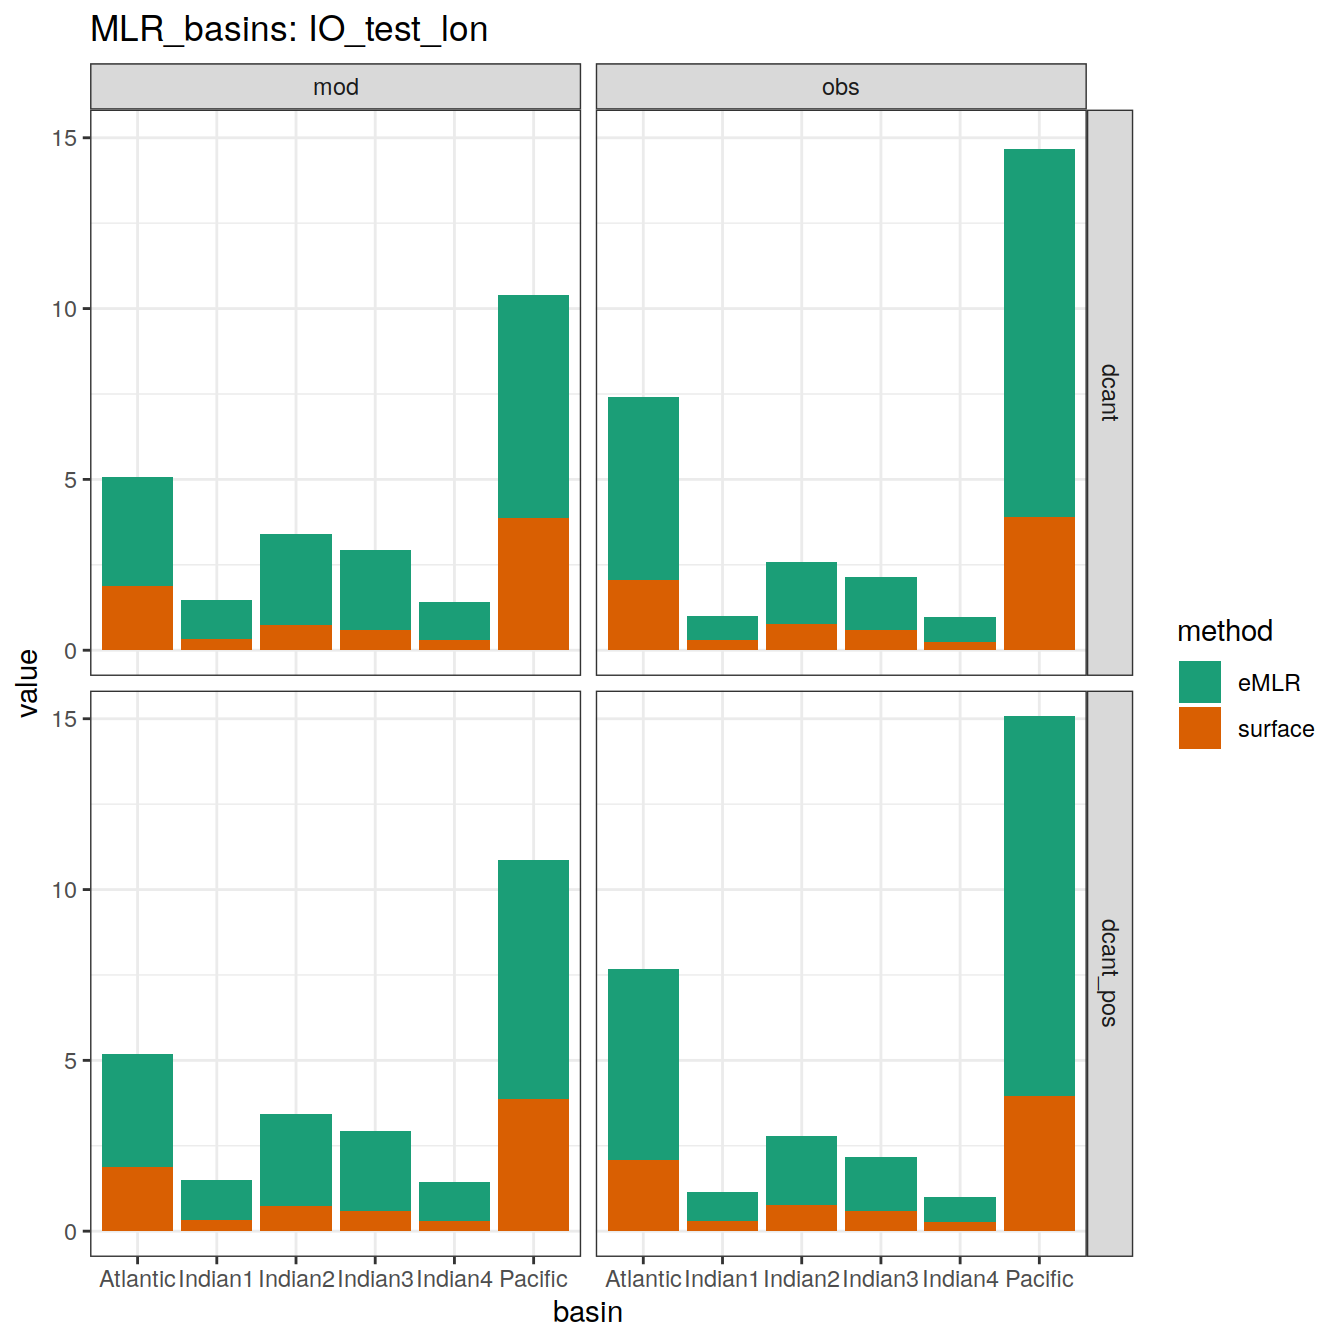 MLR_basins: IO_test_lon
mod
obs
15
10
5
0
dcant
15
10
5
0
dcant_pos
value
Atlantic Indian1 Indian2 Indian3 Indian4 Pacific
Atlantic Indian1 Indian2 Indian3 Indian4 Pacific
basin
method
eMLR
surface